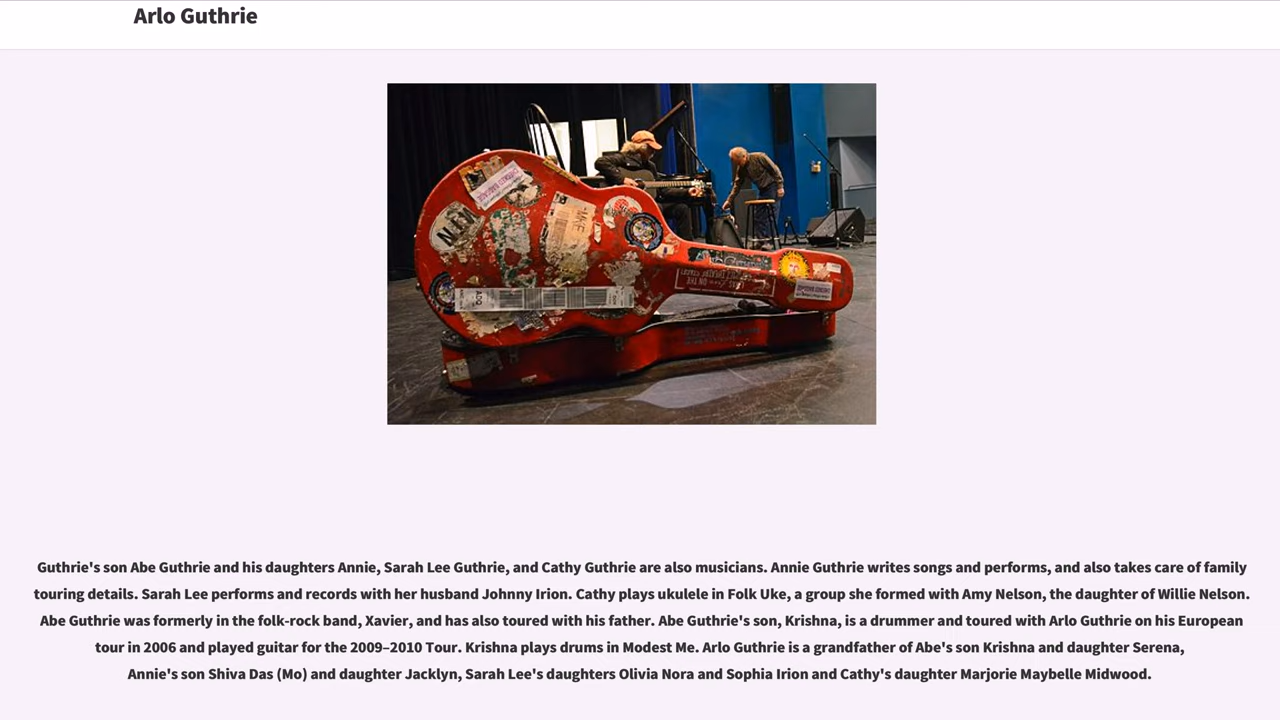 Arlo Guthrie
Guthrie's son Abe Guthrie and his daughters Annie, Sarah Lee Guthrie, and Cathy Guthrie are also musicians. Annie Guthrie writes songs and performs, and also takes care of family
touring details. Sarah Lee performs and records with her husband Johnny Irion. Cathy plays ukulele in Folk Uke, a group she formed with Amy Nelson, the daughter of Willie Nelson.
Abe Guthrie was formerly in the folk-rock band, Xavier, and has also toured with his father. Abe Guthrie's son, Krishna, is a drummer and toured with Arlo Guthrie on his European
tour in 2006 and played guitar for the 2009–2010 Tour. Krishna plays drums in Modest Me. Arlo Guthrie is a grandfather of Abe's son Krishna and daughter Serena,
Annie's son Shiva Das (Mo) and daughter Jacklyn, Sarah Lee's daughters Olivia Nora and Sophia Irion and Cathy's daughter Marjorie Maybelle Midwood.